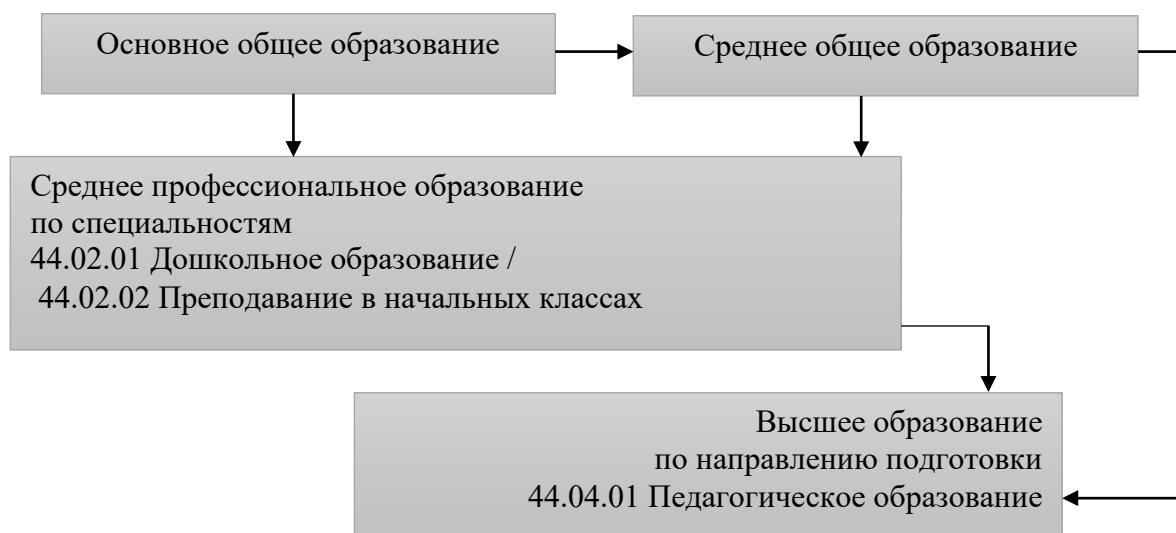 Основное общее образование
Среднее общее образование
Среднее профессиональное образование
по специальностям
44.02.01 Дошкольное образование /
44.02.02 Преподавание в начальных классах
Высшее образование
по направлению подготовки
44.04.01 Педагогическое образование